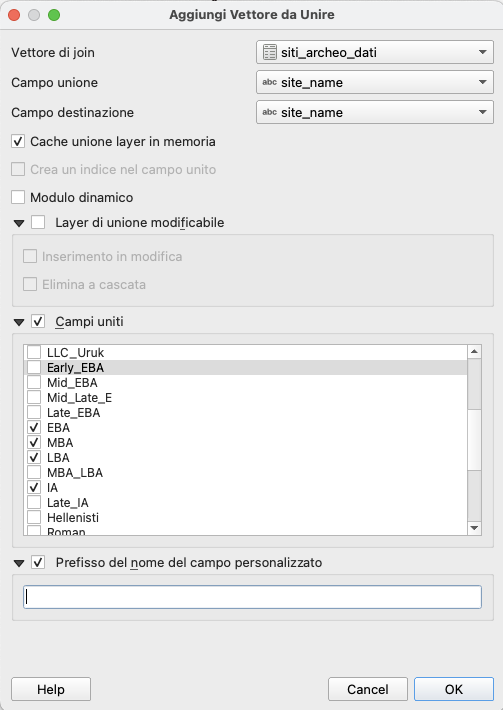 Aggiungi Vettore da Unire
Vettore di join siti_archeo_dati
Campo unione abc site_name
Campo destinazione abc site_name
Cache unione layer in memoria
Crea un indice nel campo unito
Modulo dinamico
Layer di unione modificabile
Inserimento in modifica
Elimina a cascata
Campi uniti
LLC_Uruk
Early_EBA
Mid_EBA
Mid_Late_E
Late_EBA
EBA
MBA
LBA
MBA_LBA
IA
Late_IA
Hellenisti
Roman
Prefisso del nome del campo personalizzato
Help Cancel OK